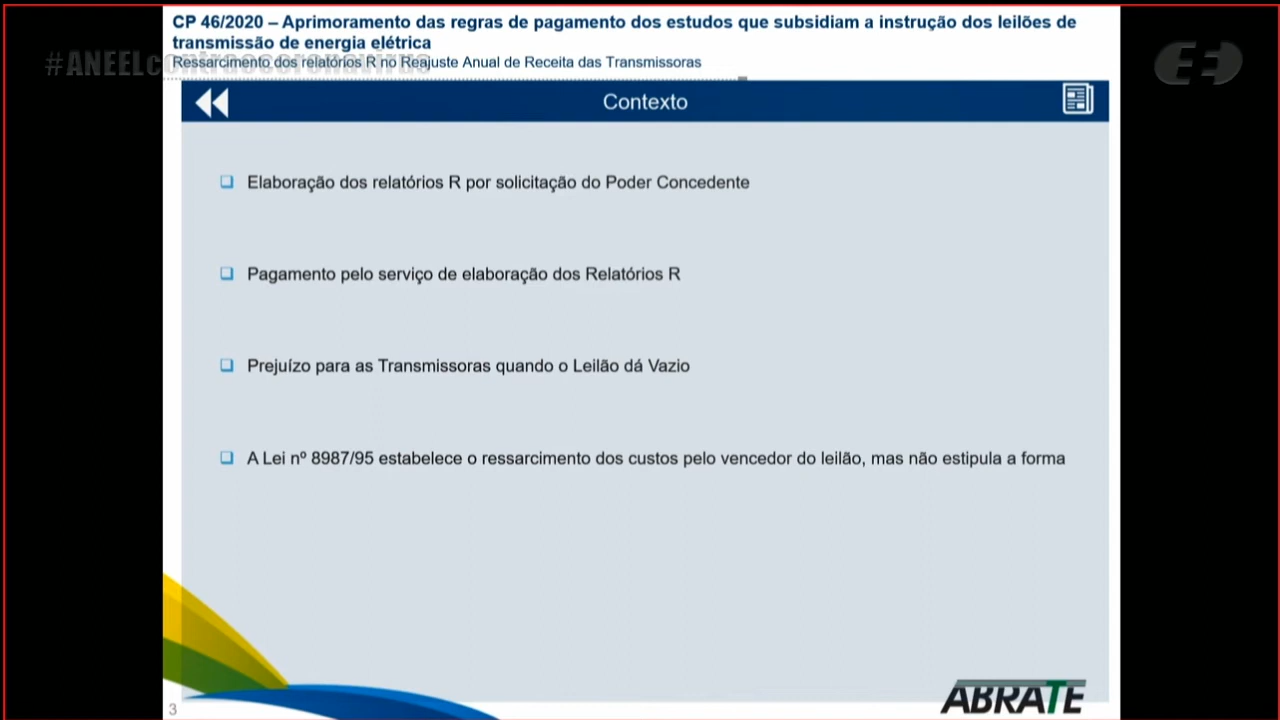 CP 46/2020 – Aprimoramento das regras de pagamento dos estudos que subsidiam a instrução dos leilões de
transmissão de energia elétrica
#ANEELcontraocoronavírus
Ressarcimento dos relatórios R no Reajuste Anual de Receita das Transmissoras
Contexto
Elaboração dos relatórios R por solicitação do Poder Concedente
Pagamento pelo serviço de elaboração dos Relatórios R
Prejuízo para as Transmissoras quando o Leilão dá Vazio
A Lei nº 8987/95 estabelece o ressarcimento dos custos pelo vencedor do leilão, mas não estipula a forma
3
ABRATE